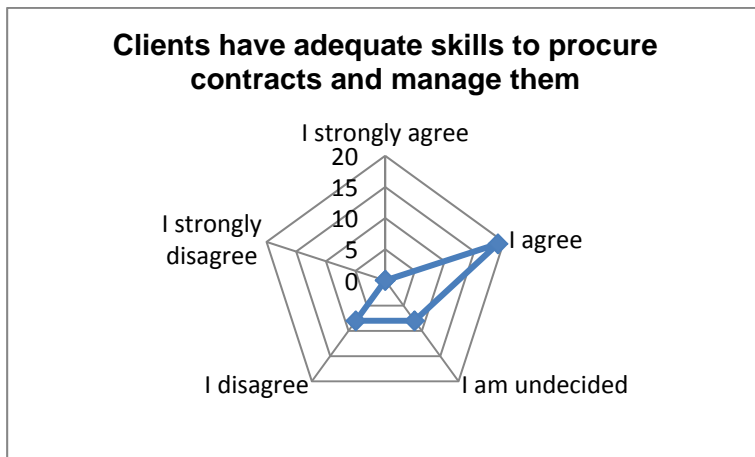 Clients have adequate skills to procure
contracts and manage them
I strongly agree
20
15
10
5
0
I agree
I am undecided
I disagree
I strongly
disagree